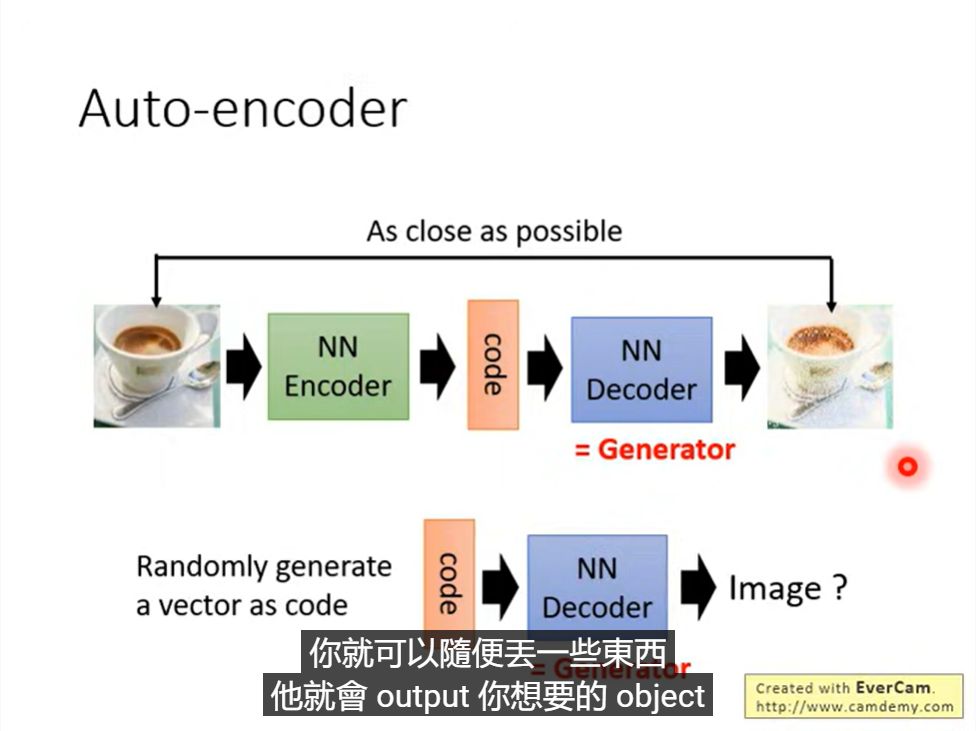 Auto-encoder
As close as possible
NN
Encoder
code
NN
Decoder
= Generator
Randomly generate
a vector as code
code
NN
Decoder
Image ?
= Generator
你就可以隨便丟一些東西
他就會 output 你想要的 object
Created with EverCam.
http://www.camdemy.com